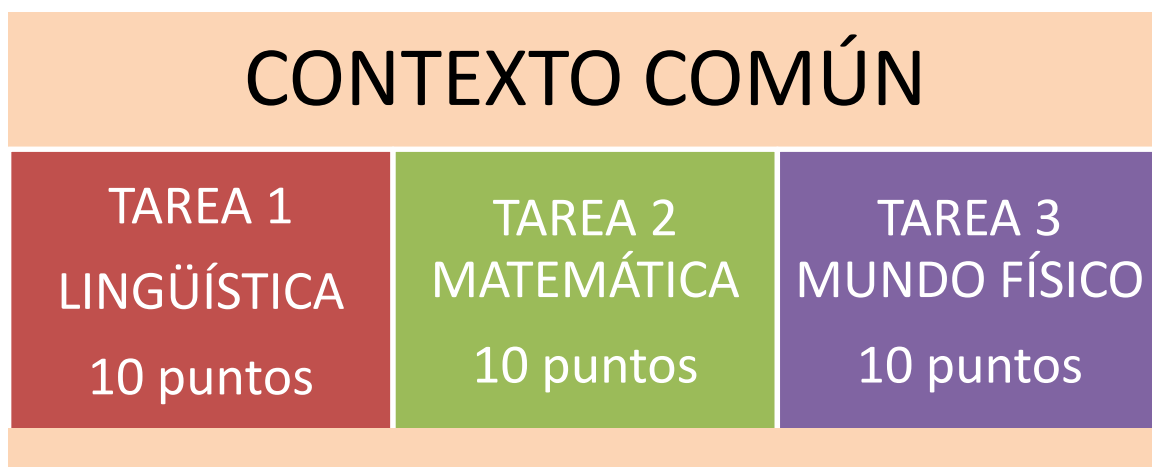 CONTEXTO COMÚN
TAREA 1
LINGÜÍSTICA
10 puntos
TAREA 2
MATEMÁTICA
10 puntos
TAREA 3
MUNDO FÍSICO
10 puntos